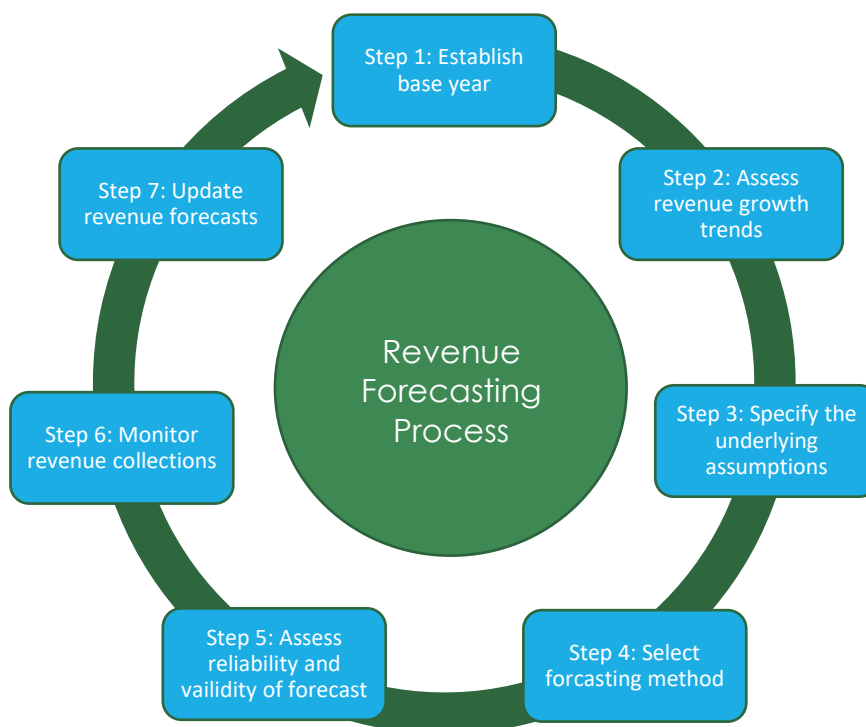 Step 1: Establish
base year
Step 2: Assess
revenue growth
trends
Step 3: Specify the
underlying
assumptions
Step 4: Select
forcasting method
Step 5: Assess
reliability and
vailidity of forecast
Step 6: Monitor
revenue collections
Step 7: Update
revenue forecasts
Revenue
Forecasting
Process